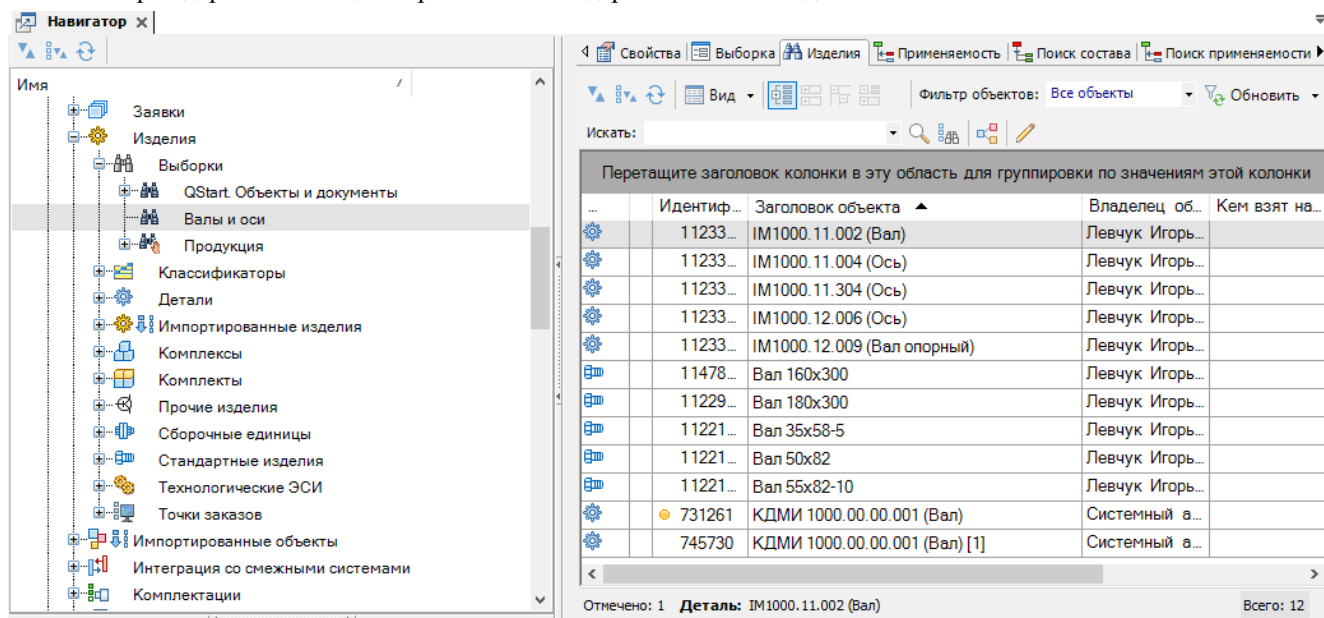 Навигатор
Имя
Заявки
Изделия
Выборки
QStart. Объекты и документы
Валы и оси
Продукция
Классификаторы
Детали
Импортированные изделия
Комплексы
Комплекты
Прочие изделия
Сборочные единицы
Стандартные изделия
Технологические ЭСИ
Точки заказов
Импортированные объекты
Интеграция со смежными системами
Комплектации
Свойства Выборка Изделия Применяемость Поиск состава Поиск применяемости
Вид Фильтр объектов: Все объекты Обновить
Искать:
Перетащите заголовок колонки в эту область для группировки по значениям этой колонки
... Идентиф... Заголовок объекта Владелец об... Кем взят на...
11233... IM1000.11.002 (Вал) Левчук Игорь...
11233... IM1000.11.004 (Ось) Левчук Игорь...
11233... IM1000.11.304 (Ось) Левчук Игорь...
11233... IM1000.12.006 (Ось) Левчук Игорь...
11233... IM1000.12.009 (Вал опорный) Левчук Игорь...
11478... Вал 160x300 Левчук Игорь...
11229... Вал 180x300 Левчук Игорь...
11221... Вал 35x58-5 Левчук Игорь...
11221... Вал 50x82 Левчук Игорь...
11221... Вал 55x82-10 Левчук Игорь...
731261 КДМИ 1000.00.00.001 (Вал) Системный а...
745730 КДМИ 1000.00.00.001 (Вал) [1] Системный а...
Отмечено: 1 Деталь: IM1000.11.002 (Вал) Всего: 12